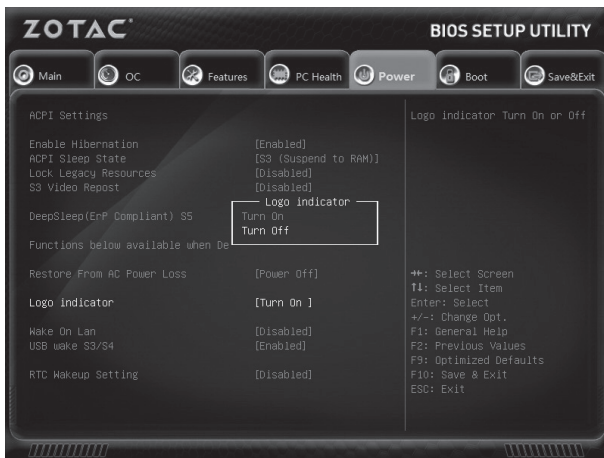 ZOTAC
BIOS SETUP UTILITY
Main
OC
Features
PC Health
Power
Boot
Save&Exit
ACPI Settings
Logo indicator Turn On or Off
Enable Hibernation [Enabled]
ACPI Sleep State [S3 (Suspend to RAM)]
Lock Legacy Resources [Disabled]
S3 Video Repost [Disabled]
Logo indicator
DeepSleep(ErP Compliant) S5
Turn On
Turn Off
Functions below available when De
Restore From AC Power Loss [Power Off]
Logo indicator [Turn On ]
Wake On Lan [Disabled]
USB wake S3/S4 [Enabled]
RTC Wakeup Setting [Disabled]
→←: Select Screen
↑↓: Select Item
Enter: Select
+/-: Change Opt.
F1: General Help
F2: Previous Values
F9: Optimized Defaults
F10: Save & Exit
ESC: Exit